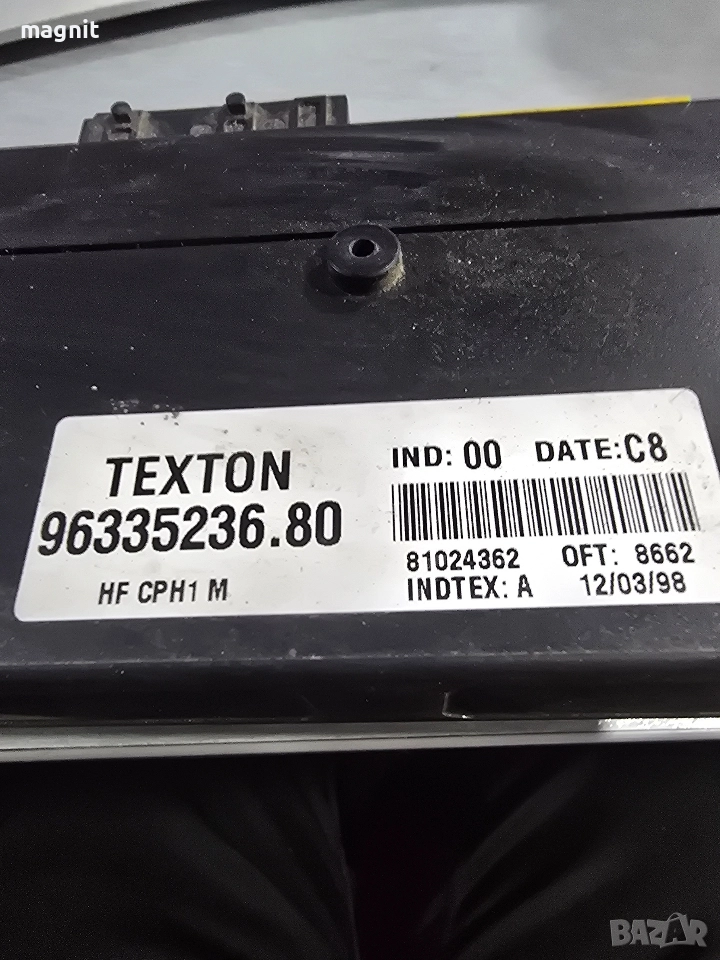 magnit
TEXTON
96335236.80
HF CPH1 M
IND: 00 DATE:C8
81024362 OFT: 8662
INDTEX: A 12/03/98
BAZAR